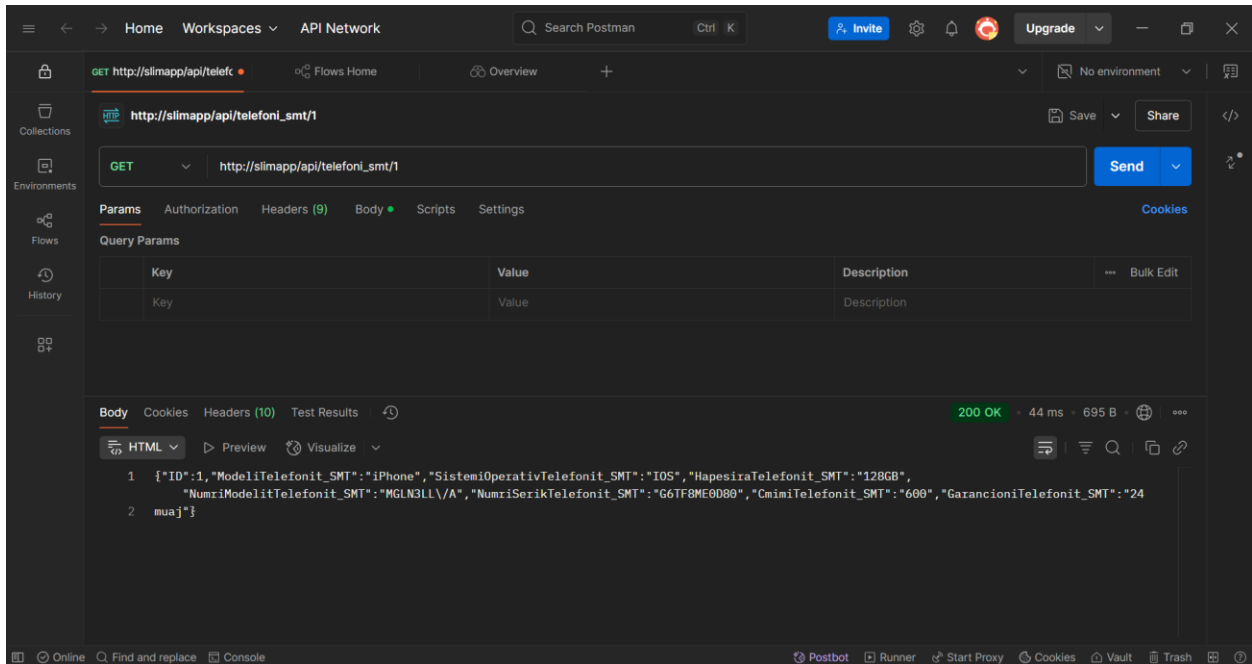 Home Workspaces API Network Search Postman Ctrl K Invite Upgrade
GET http://slimapp/api/telefc Flows Home Overview No environment
HTTP http://slimapp/api/telefoni_smt/1 Save Share
Collections
GET http://slimapp/api/telefoni_smt/1 Send
Environments
Params Authorization Headers (9) Body Scripts Settings Cookies
Flows
Query Params
Key Value Description Bulk Edit
History
Key Value Description
Body Cookies Headers (10) Test Results 200 OK 44 ms 695 B
HTML Preview Visualize
1 {"ID":1,"ModeliTelefonit_SMT":"iPhone","SistemiOperativTelefonit_SMT":"IOS","HapesiraTelefonit_SMT":"128GB",
"NumriModelitTelefonit_SMT":"MGLN3LL\/A","NumriSerikTelefonit_SMT":"G6TF8ME0D80","CmimiTelefonit_SMT":"600","GarancioniTelefonit_SMT":"24
2 muaj"}
Online Find and replace Console Postbot Runner Start Proxy Cookies Vault Trash